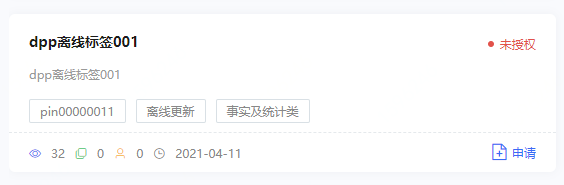 dpp离线标签001
未授权
dpp离线标签001
pin00000011 离线更新 事实及统计类
32 0 0 2021-04-11 申请